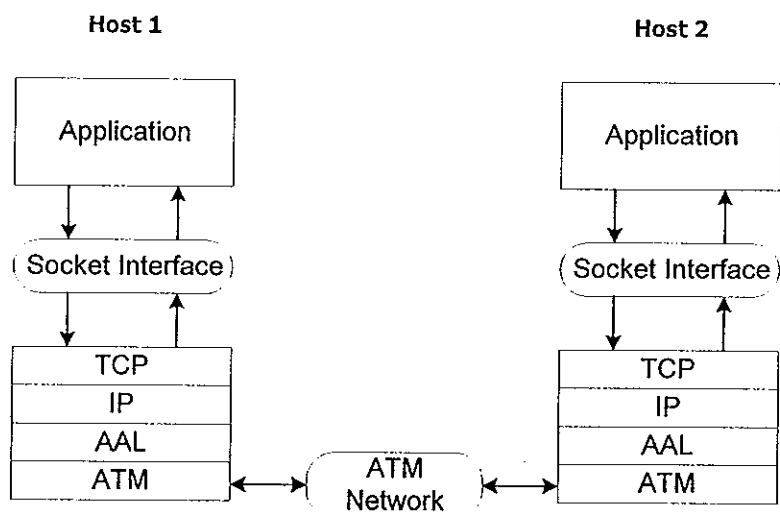 Host 1
Host 2
Application
Application
Socket Interface
Socket Interface
TCP
IP
AAL
ATM
TCP
IP
AAL
ATM
ATM
Network